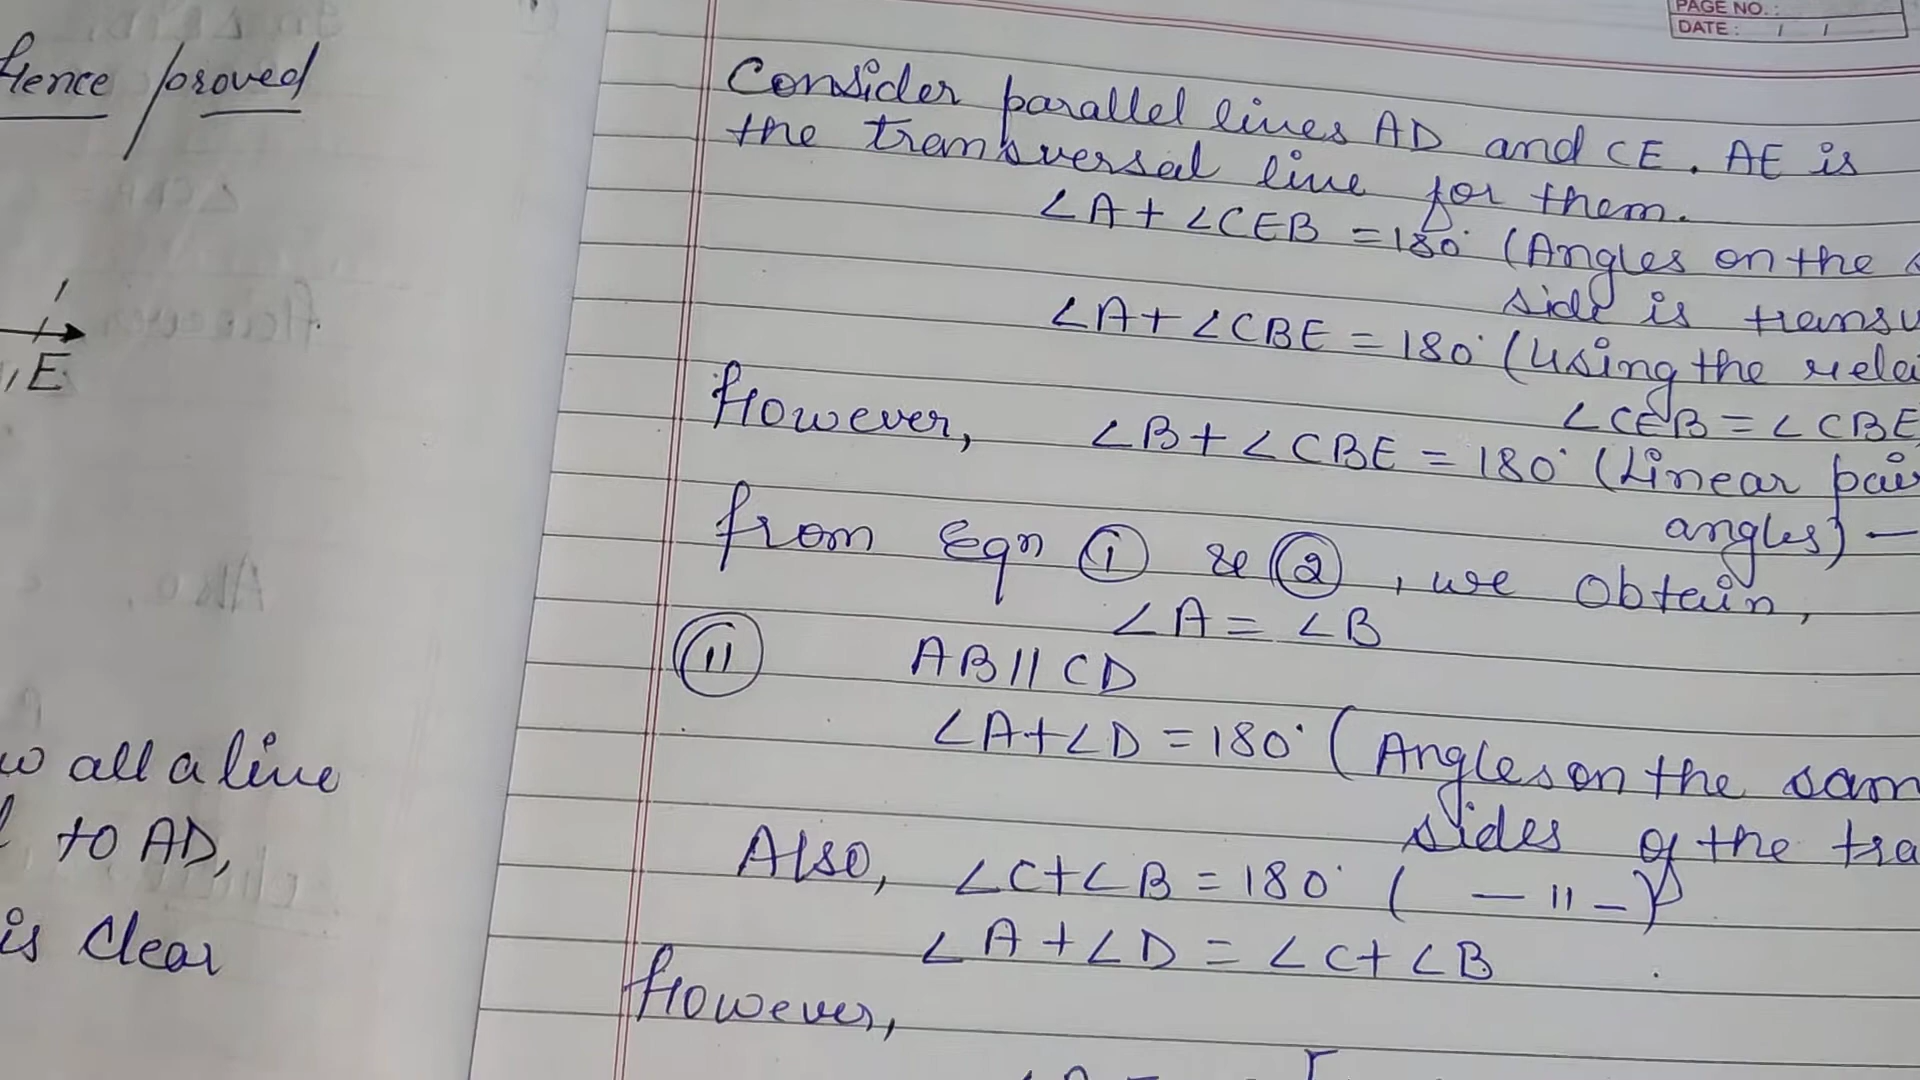 Hence proved
E
w all a line
to AD,
is clear
PAGE NO.:
DATE: / /
Consider parallel lines AD and CE. AE is
the transversal line for them.
∠A + ∠CEB = 180° (Angles on the
side is transv
∠A + ∠CBE = 180° (Using the rela
∠CEB = ∠CBE
However, ∠B + ∠CBE = 180° (Linear pair
angles) —
from Eqn ① & ②, we obtain,
∠A = ∠B
(ii) AB || CD
∠A + ∠D = 180° (Angles on the sam
sides of the tra
Also, ∠C + ∠B = 180° ( — 11 — )
∠A + ∠D = ∠C + ∠B
However,